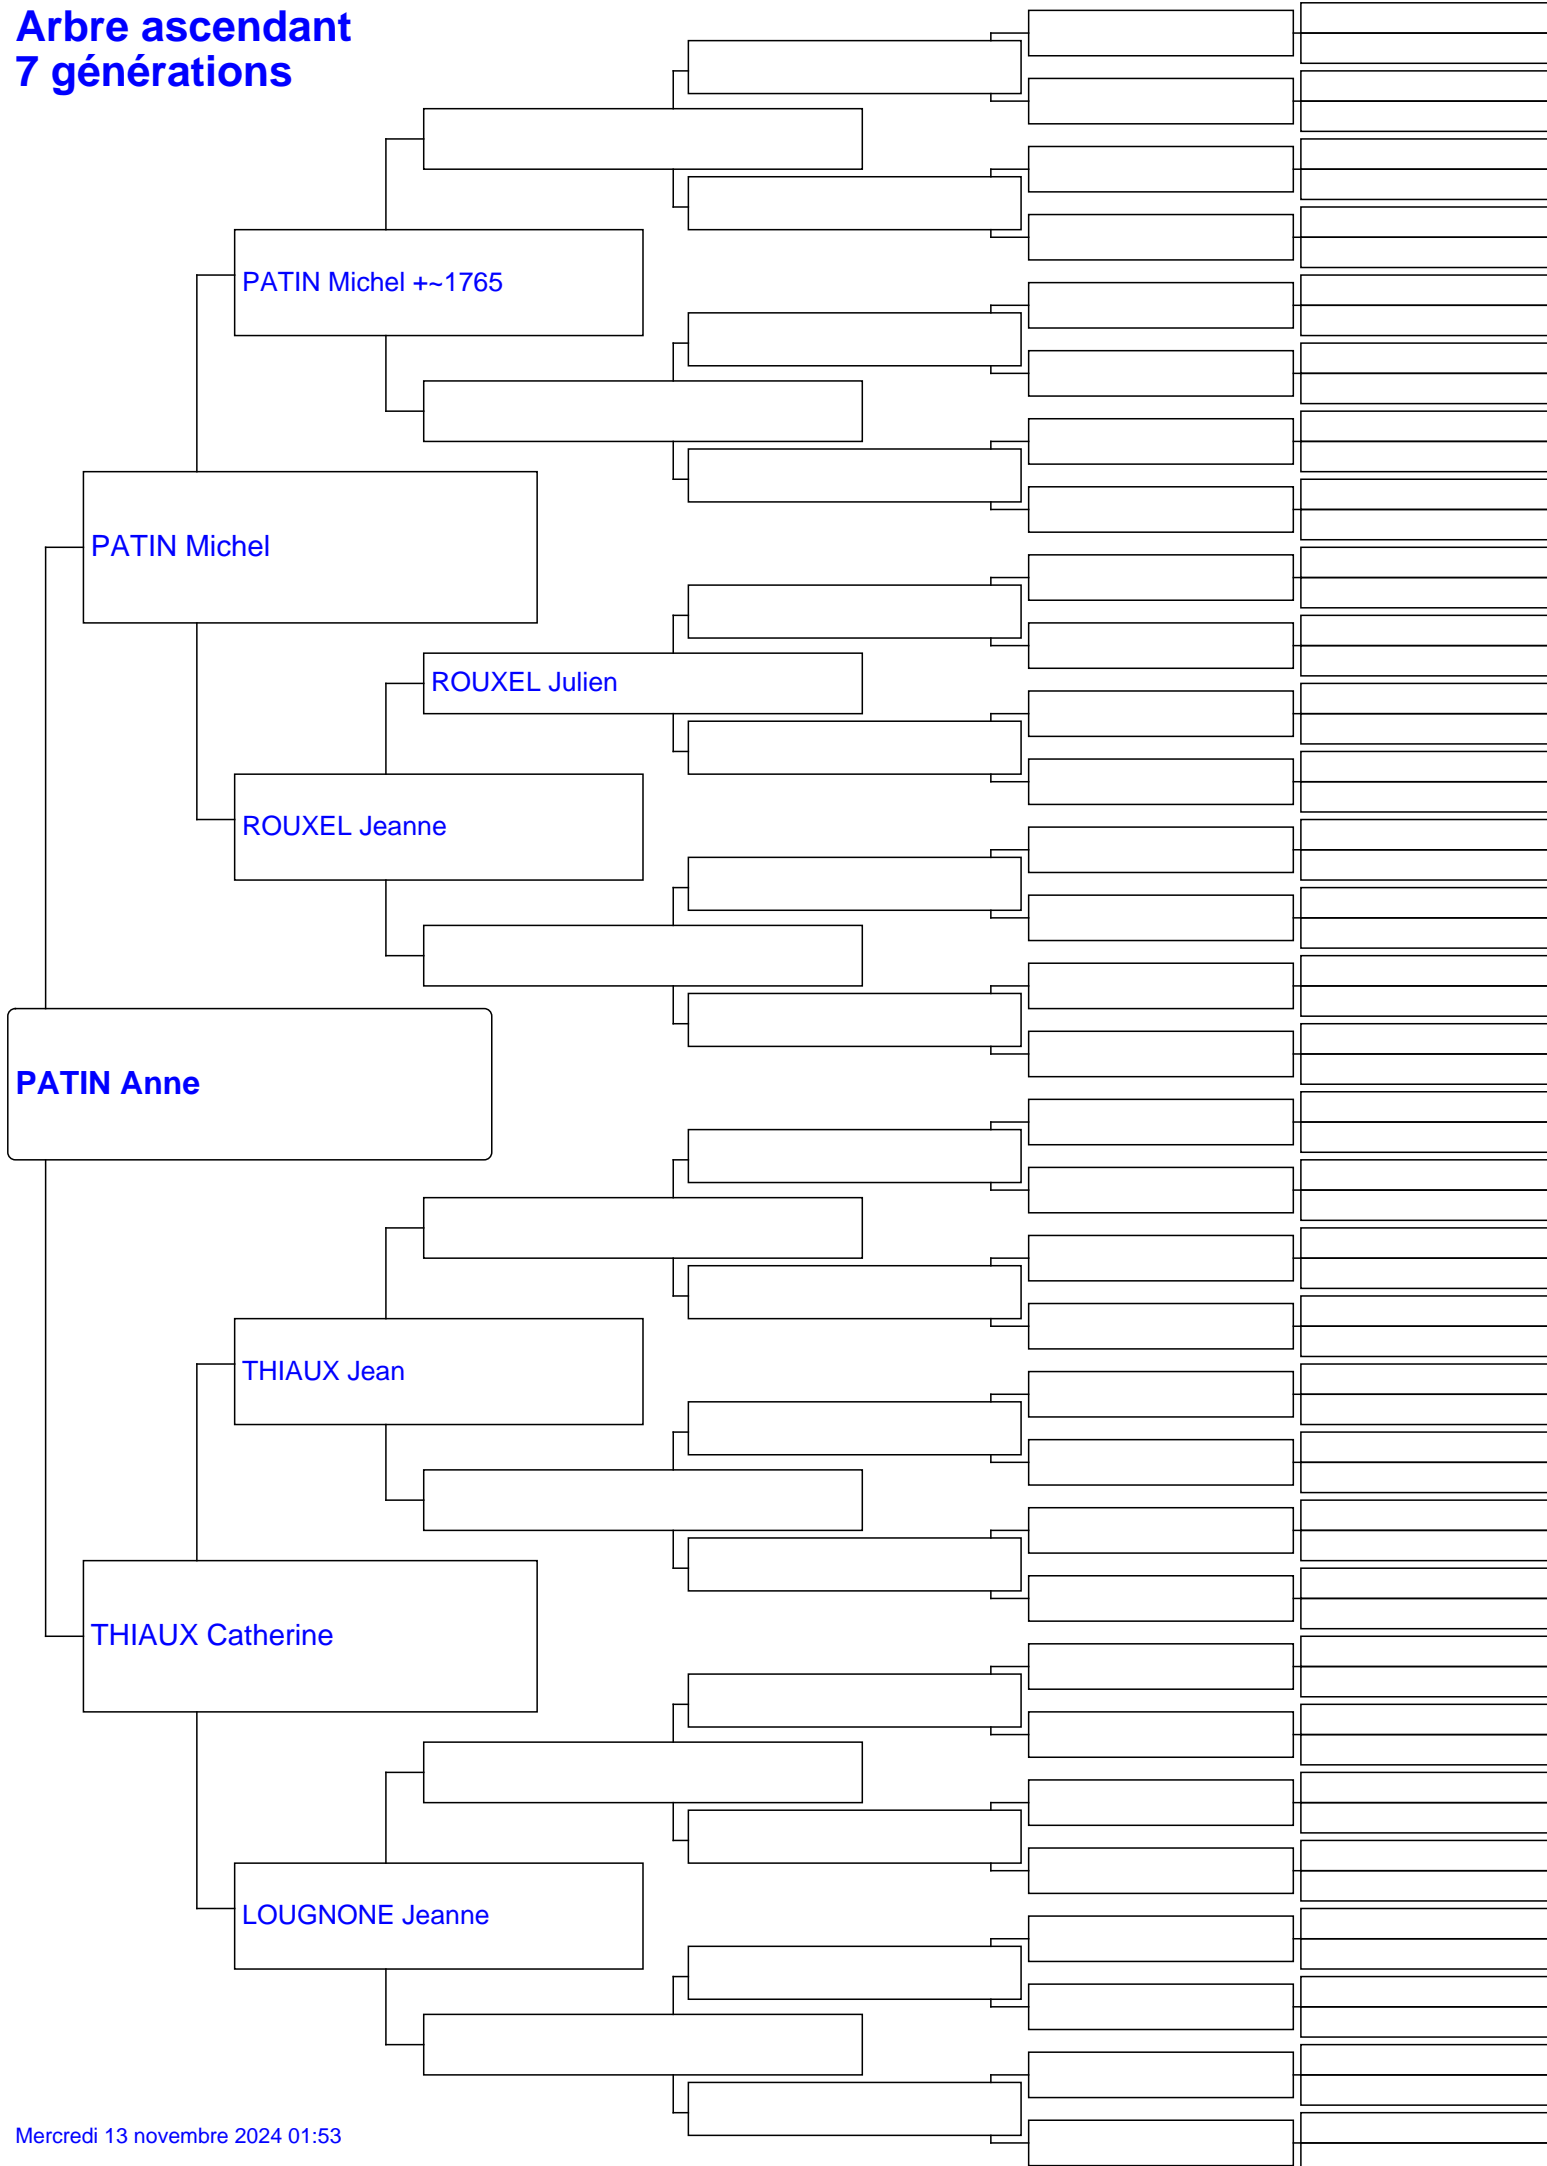 Arbre ascendant
7 générations
PATIN Michel +~1765
PATIN Michel
ROUXEL Julien
ROUXEL Jeanne
PATIN Anne
THIAUX Jean
THIAUX Catherine
LOUGNONE Jeanne
Mercredi 13 novembre 2024 01:53